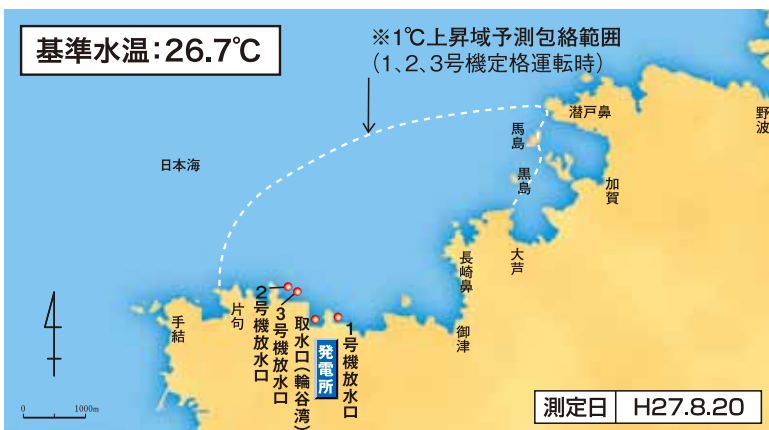 基準水温:26.7℃
※1℃上昇域予測包絡範囲
(1、2、3号機定格運転時)
潜戸鼻
野波
馬島
日本海
黒島
加賀
大芦
長崎鼻
御津
手結
片句
2号機放水口
3号機放水口
取水口(輪谷湾)
発電所
1号機放水口
0 1000m
測定日 H27.8.20